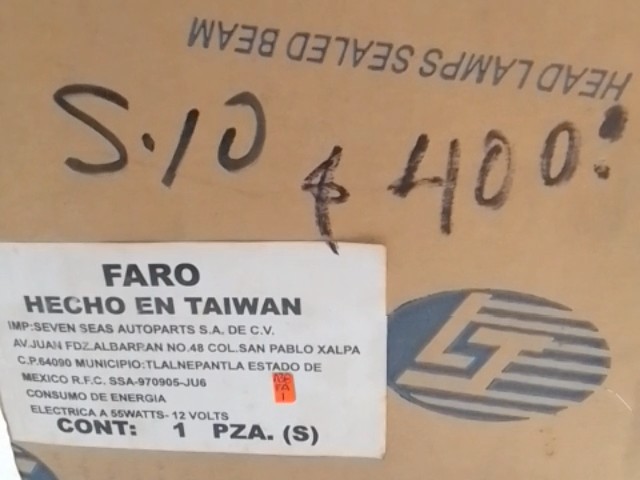 HEAD LAMPS SEALED BEAM
S.10 $ 400:
FARO
HECHO EN TAIWAN
IMP:SEVEN SEAS AUTOPARTS S.A. DE C.V.
AV.JUAN FDZ.ALBARRAN NO.48 COL.SAN PABLO XALPA
C.P.64090 MUNICIPIO:TLALNEPANTLA ESTADO DE
MEXICO R.F.C. SSA-970905-JU6
CONSUMO DE ENERGIA
ELECTRICA A 55WATTS- 12 VOLTS
CONT: 1 PZA. (S)